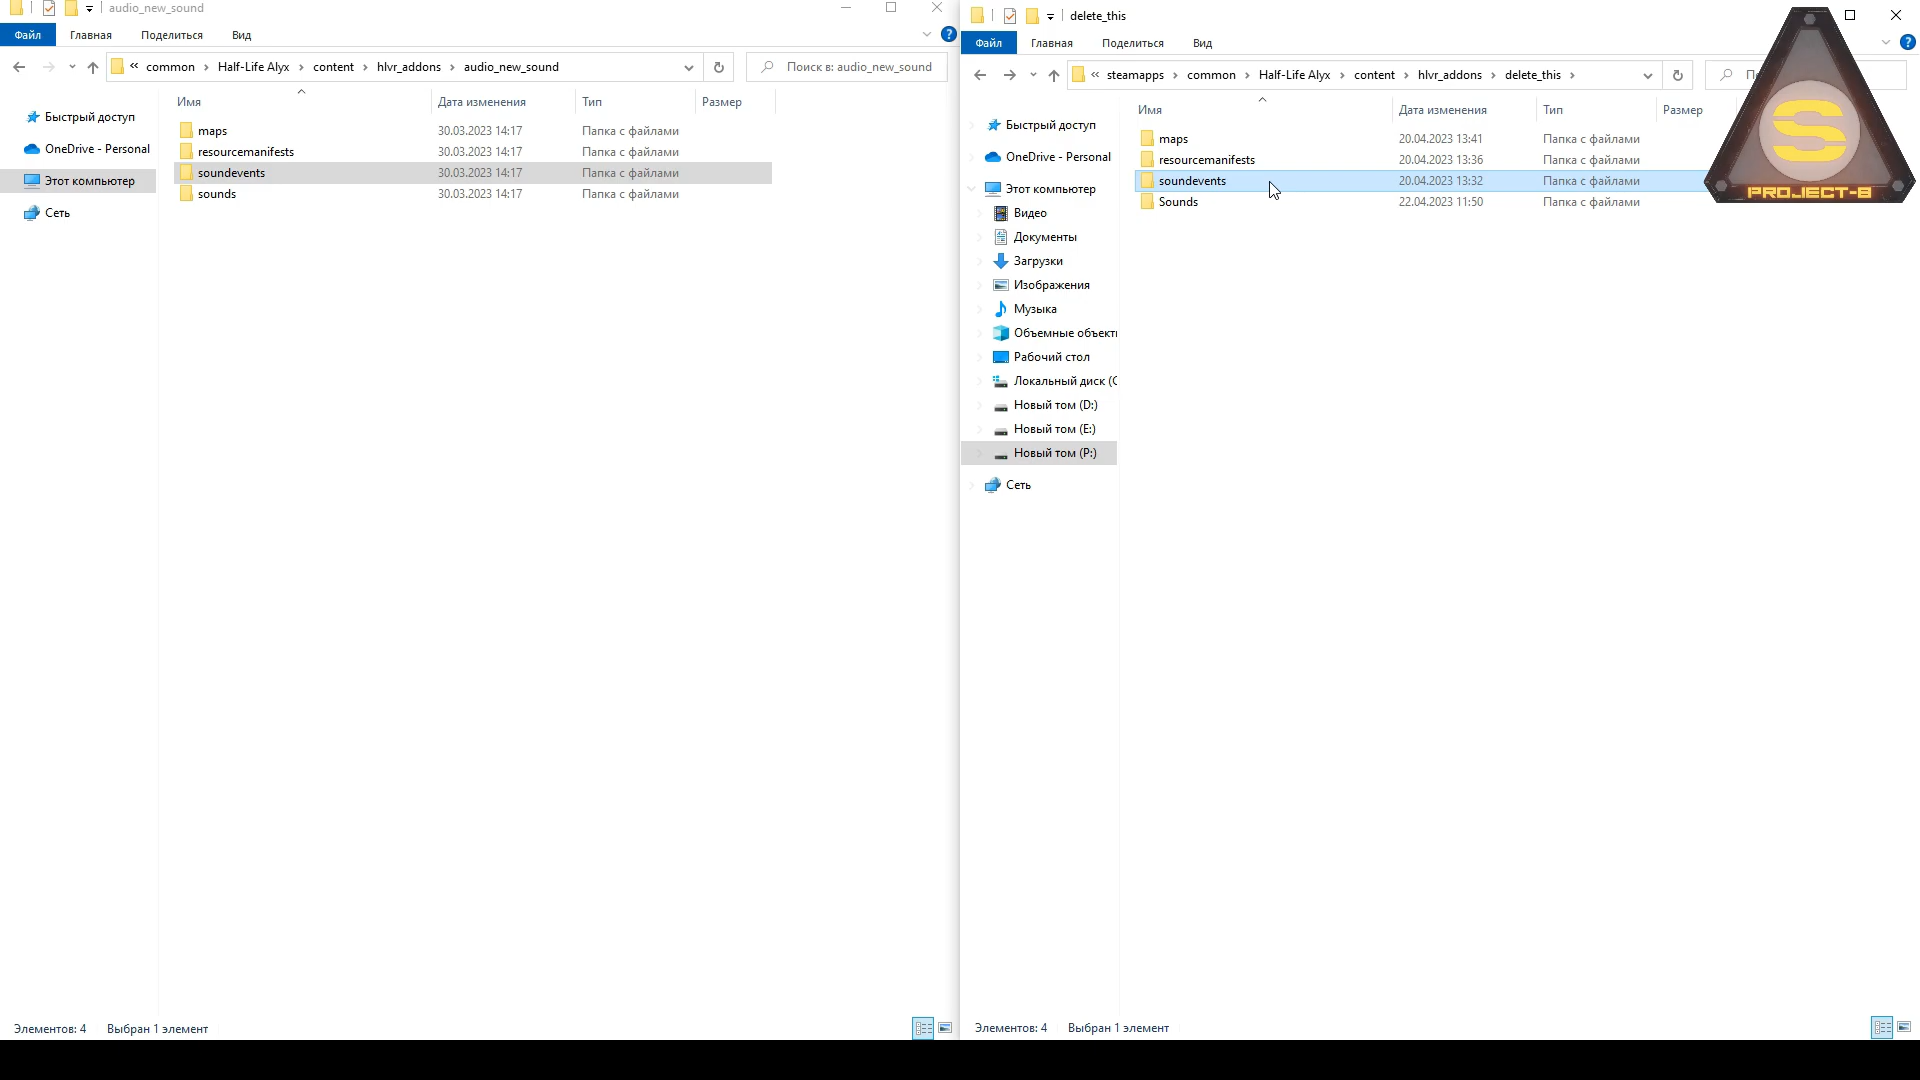 audio_new_sound
Файл Главная Поделиться Вид
« common › Half-Life Alyx › content › hlvr_addons › audio_new_sound
Поиск в: audio_new_sound
Имя Дата изменения Тип Размер
Быстрый доступ
OneDrive - Personal
Этот компьютер
Сеть
maps 30.03.2023 14:17 Папка с файлами
resourcemanifests 30.03.2023 14:17 Папка с файлами
soundevents 30.03.2023 14:17 Папка с файлами
sounds 30.03.2023 14:17 Папка с файлами
Элементов: 4 Выбран 1 элемент
delete_this
Файл Главная Поделиться Вид
« steamapps › common › Half-Life Alyx › content › hlvr_addons › delete_this ›
Имя Дата изменения Тип Размер
Быстрый доступ
OneDrive - Personal
Этот компьютер
Видео
Документы
Загрузки
Изображения
Музыка
Объемные объект
Рабочий стол
Локальный диск (C
Новый том (D:)
Новый том (E:)
Новый том (P:)
Сеть
maps 20.04.2023 13:41 Папка с файлами
resourcemanifests 20.04.2023 13:36 Папка с файлами
soundevents 20.04.2023 13:32 Папка с файлами
Sounds 22.04.2023 11:50 Папка с файлами
Элементов: 4 Выбран 1 элемент
S
PROJECT-8